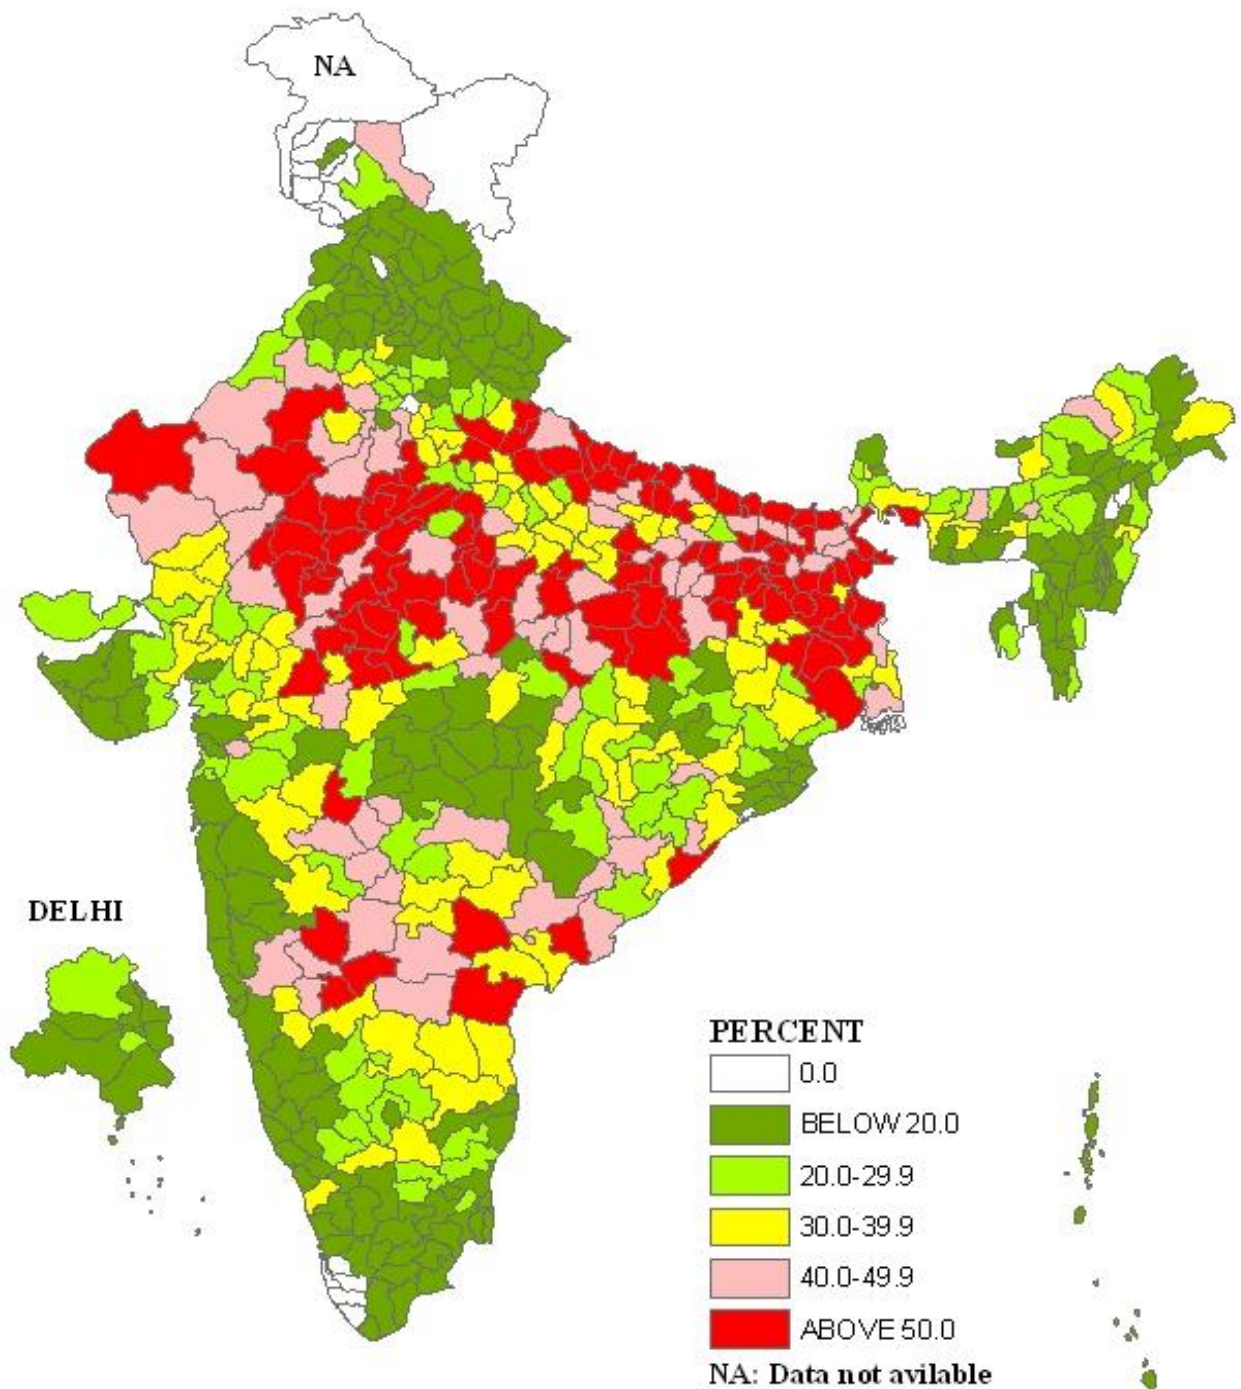 NA
DELHI
PERCENT
0.0
BELOW 20.0
20.0-29.9
30.0-39.9
40.0-49.9
ABOVE 50.0
NA: Data not avilable